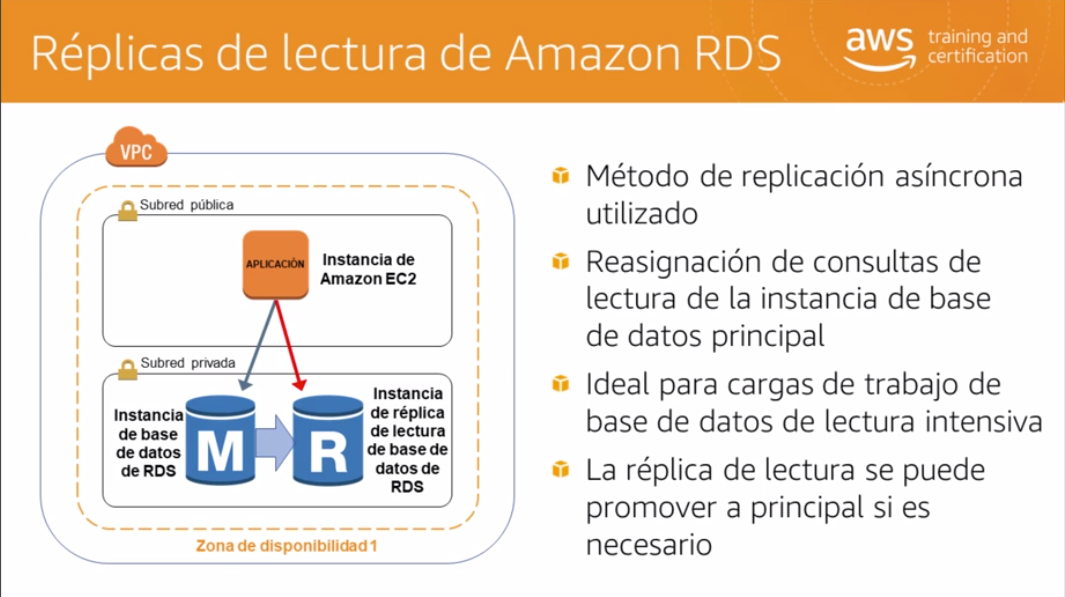 Réplicas de lectura de Amazon RDS
aws training and
certification
VPC
Subred pública
APLICACIÓN
Instancia de
Amazon EC2
Subred privada
Instancia
de base
de datos
de RDS
M
R
Instancia
de réplica
de lectura
de base de
datos de
RDS
Zona de disponibilidad 1
Método de replicación asíncrona
utilizado
Reasignación de consultas de
lectura de la instancia de base
de datos principal
Ideal para cargas de trabajo de
base de datos de lectura intensiva
La réplica de lectura se puede
promover a principal si es
necesario